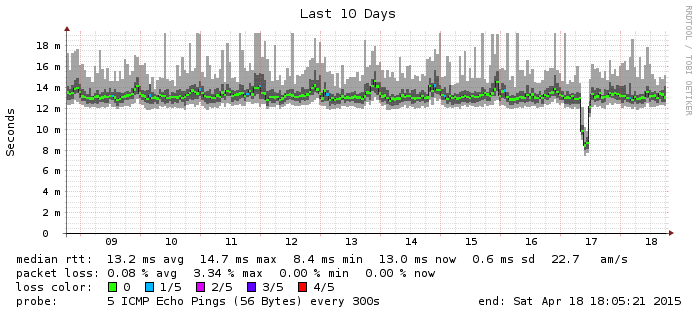 Last 10 Days
RRDTOOL / TOBI OETIKER
Seconds
18 m
16 m
14 m
12 m
10 m
8 m
6 m
4 m
2 m
0
09 10 11 12 13 14 15 16 17 18
median rtt: 13.2 ms avg 14.7 ms max 8.4 ms min 13.0 ms now 0.6 ms sd 22.7 am/s
packet loss: 0.08 % avg 3.34 % max 0.00 % min 0.00 % now
loss color: 0 1/5 2/5 3/5 4/5
probe: 5 ICMP Echo Pings (56 Bytes) every 300s end: Sat Apr 18 18:05:21 2015